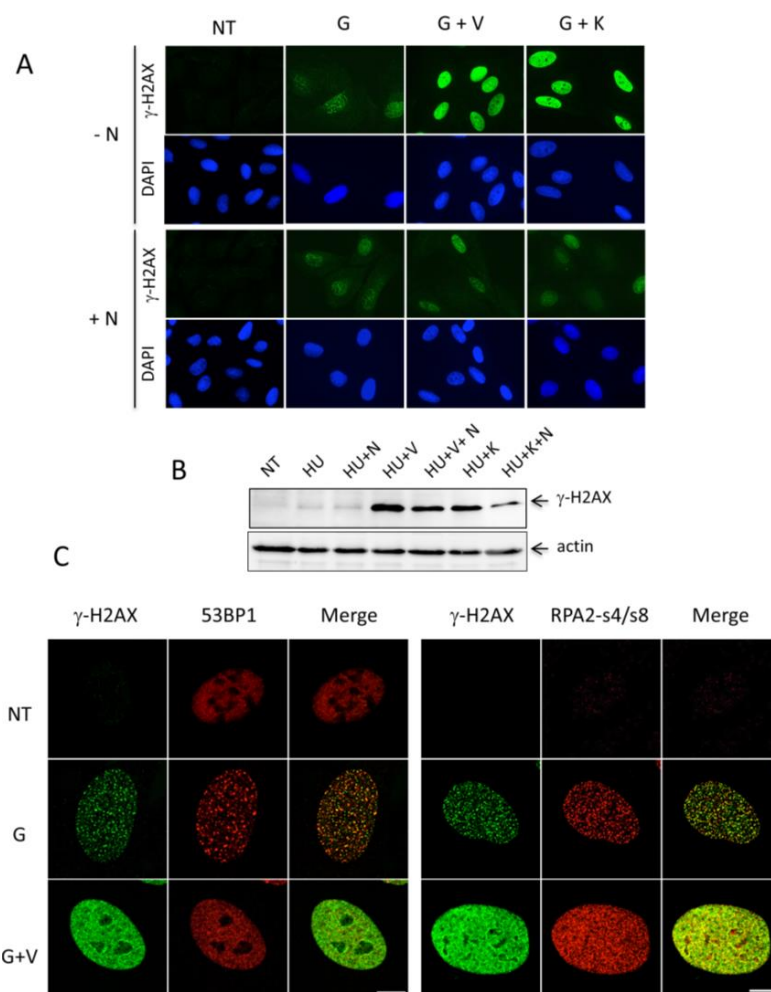 NT G G + V G + K
A
γ-H2AX
- N
DAPI
γ-H2AX
+ N
DAPI
B
NT HU HU+N HU+V HU+V+ N HU+K HU+K+N
γ-H2AX
actin
C
γ-H2AX 53BP1 Merge γ-H2AX RPA2-s4/s8 Merge
NT
G
G+V